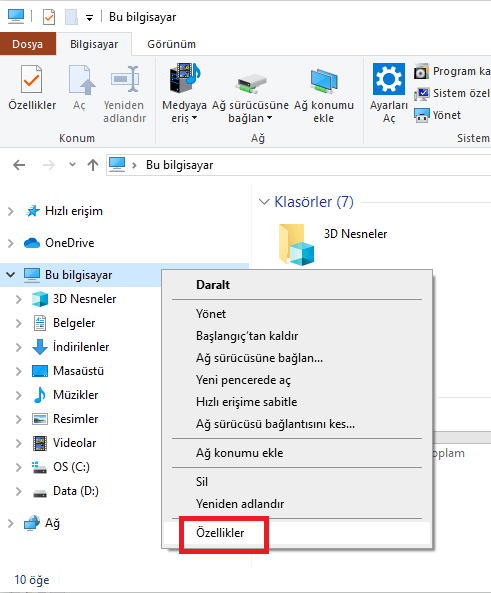 Bu bilgisayar
Dosya
Bilgisayar
Görünüm
Özellikler
Aç
Yeniden
adlandır
Konum
Medyaya
eriş
Ağ sürücüsüne
bağlan
Ağ konumu
ekle
Ağ
Ayarları
Aç
Program ka
Sistem özel
Yönet
Sistem
Bu bilgisayar
Hızlı erişim
OneDrive
Bu bilgisayar
3D Nesneler
Belgeler
İndirilenler
Masaüstü
Müzikler
Resimler
Videolar
OS (C:)
Data (D:)
Ağ
Klasörler (7)
3D Nesneler
Daralt
Yönet
Başlangıç'tan kaldır
Ağ sürücüsüne bağlan...
Yeni pencerede aç
Hızlı erişime sabitle
Ağ sürücüsü bağlantısını kes...
Ağ konumu ekle
Sil
Yeniden adlandır
Özellikler
toplam
10 öğe